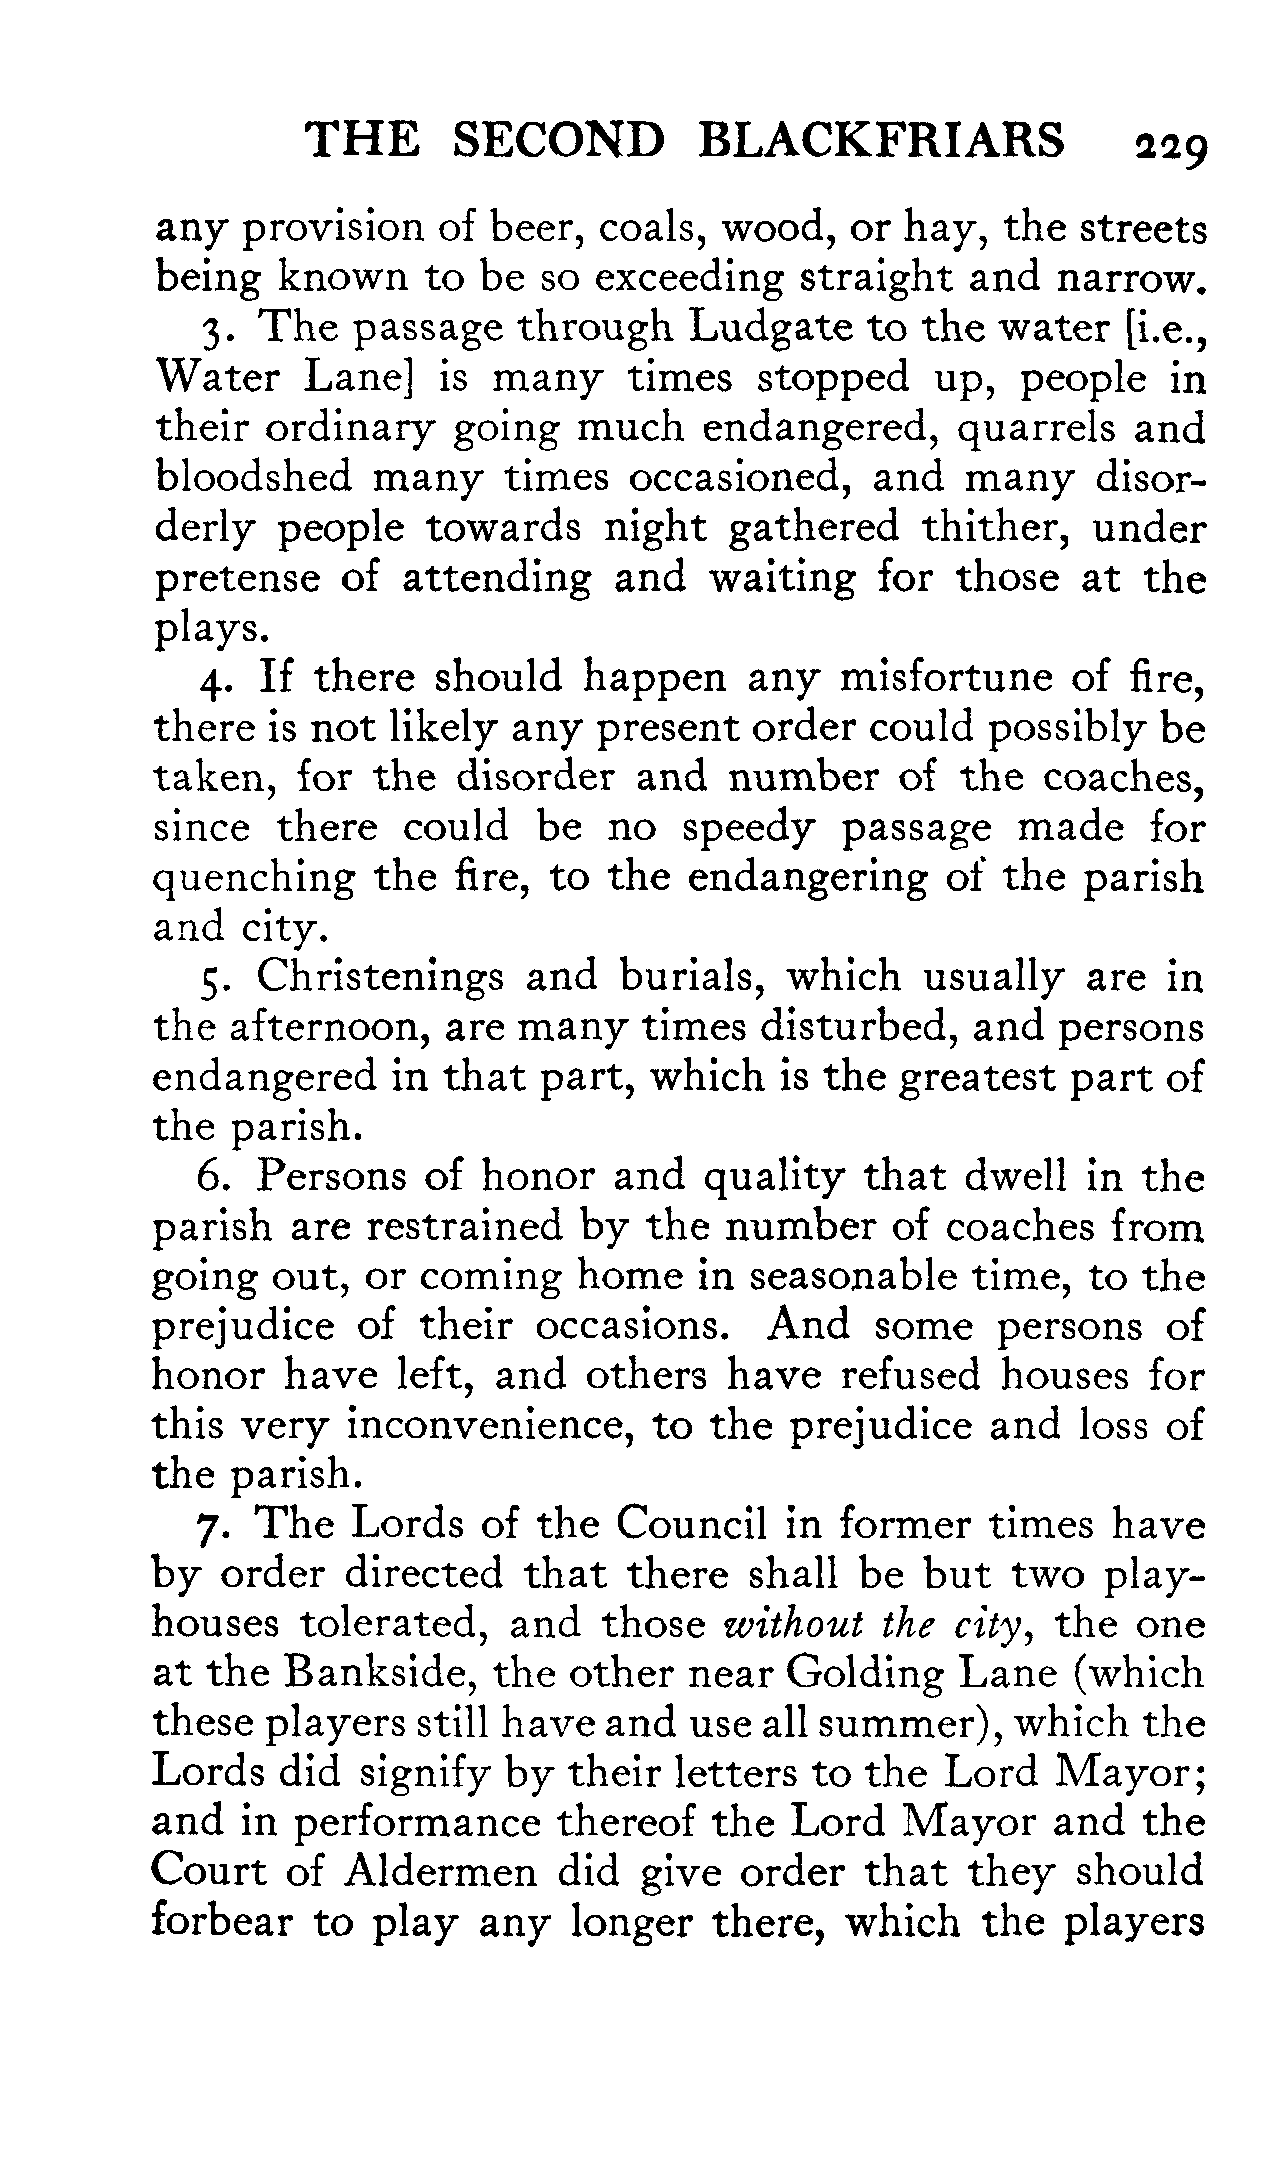 THE SECOND BLACKFRIARS 229
any provision of beer, coals, wood, or hay, the streets
being known to be so exceeding straight and narrow.
3. The passage through Ludgate to the water [i.e.,
Water Lane] is many times stopped up, people in
their ordinary going much endangered, quarrels and
bloodshed many times occasioned, and many disor-
derly people towards night gathered thither, under
pretense of attending and waiting for those at the
plays.
4. If there should happen any misfortune of fire,
there is not likely any present order could possibly be
taken, for the disorder and number of the coaches,
since there could be no speedy passage made for
quenching the fire, to the endangering of the parish
and city.
5. Christenings and burials, which usually are in
the afternoon, are many times disturbed, and persons
endangered in that part, which is the greatest part of
the parish.
6. Persons of honor and quality that dwell in the
parish are restrained by the number of coaches from
going out, or coming home in seasonable time, to the
prejudice of their occasions. And some persons of
honor have left, and others have refused houses for
this very inconvenience, to the prejudice and loss of
the parish.
7. The Lords of the Council in former times have
by order directed that there shall be but two play-
houses tolerated, and those without the city, the one
at the Bankside, the other near Golding Lane (which
these players still have and use all summer), which the
Lords did signify by their letters to the Lord Mayor;
and in performance thereof the Lord Mayor and the
Court of Aldermen did give order that they should
forbear to play any longer there, which the players